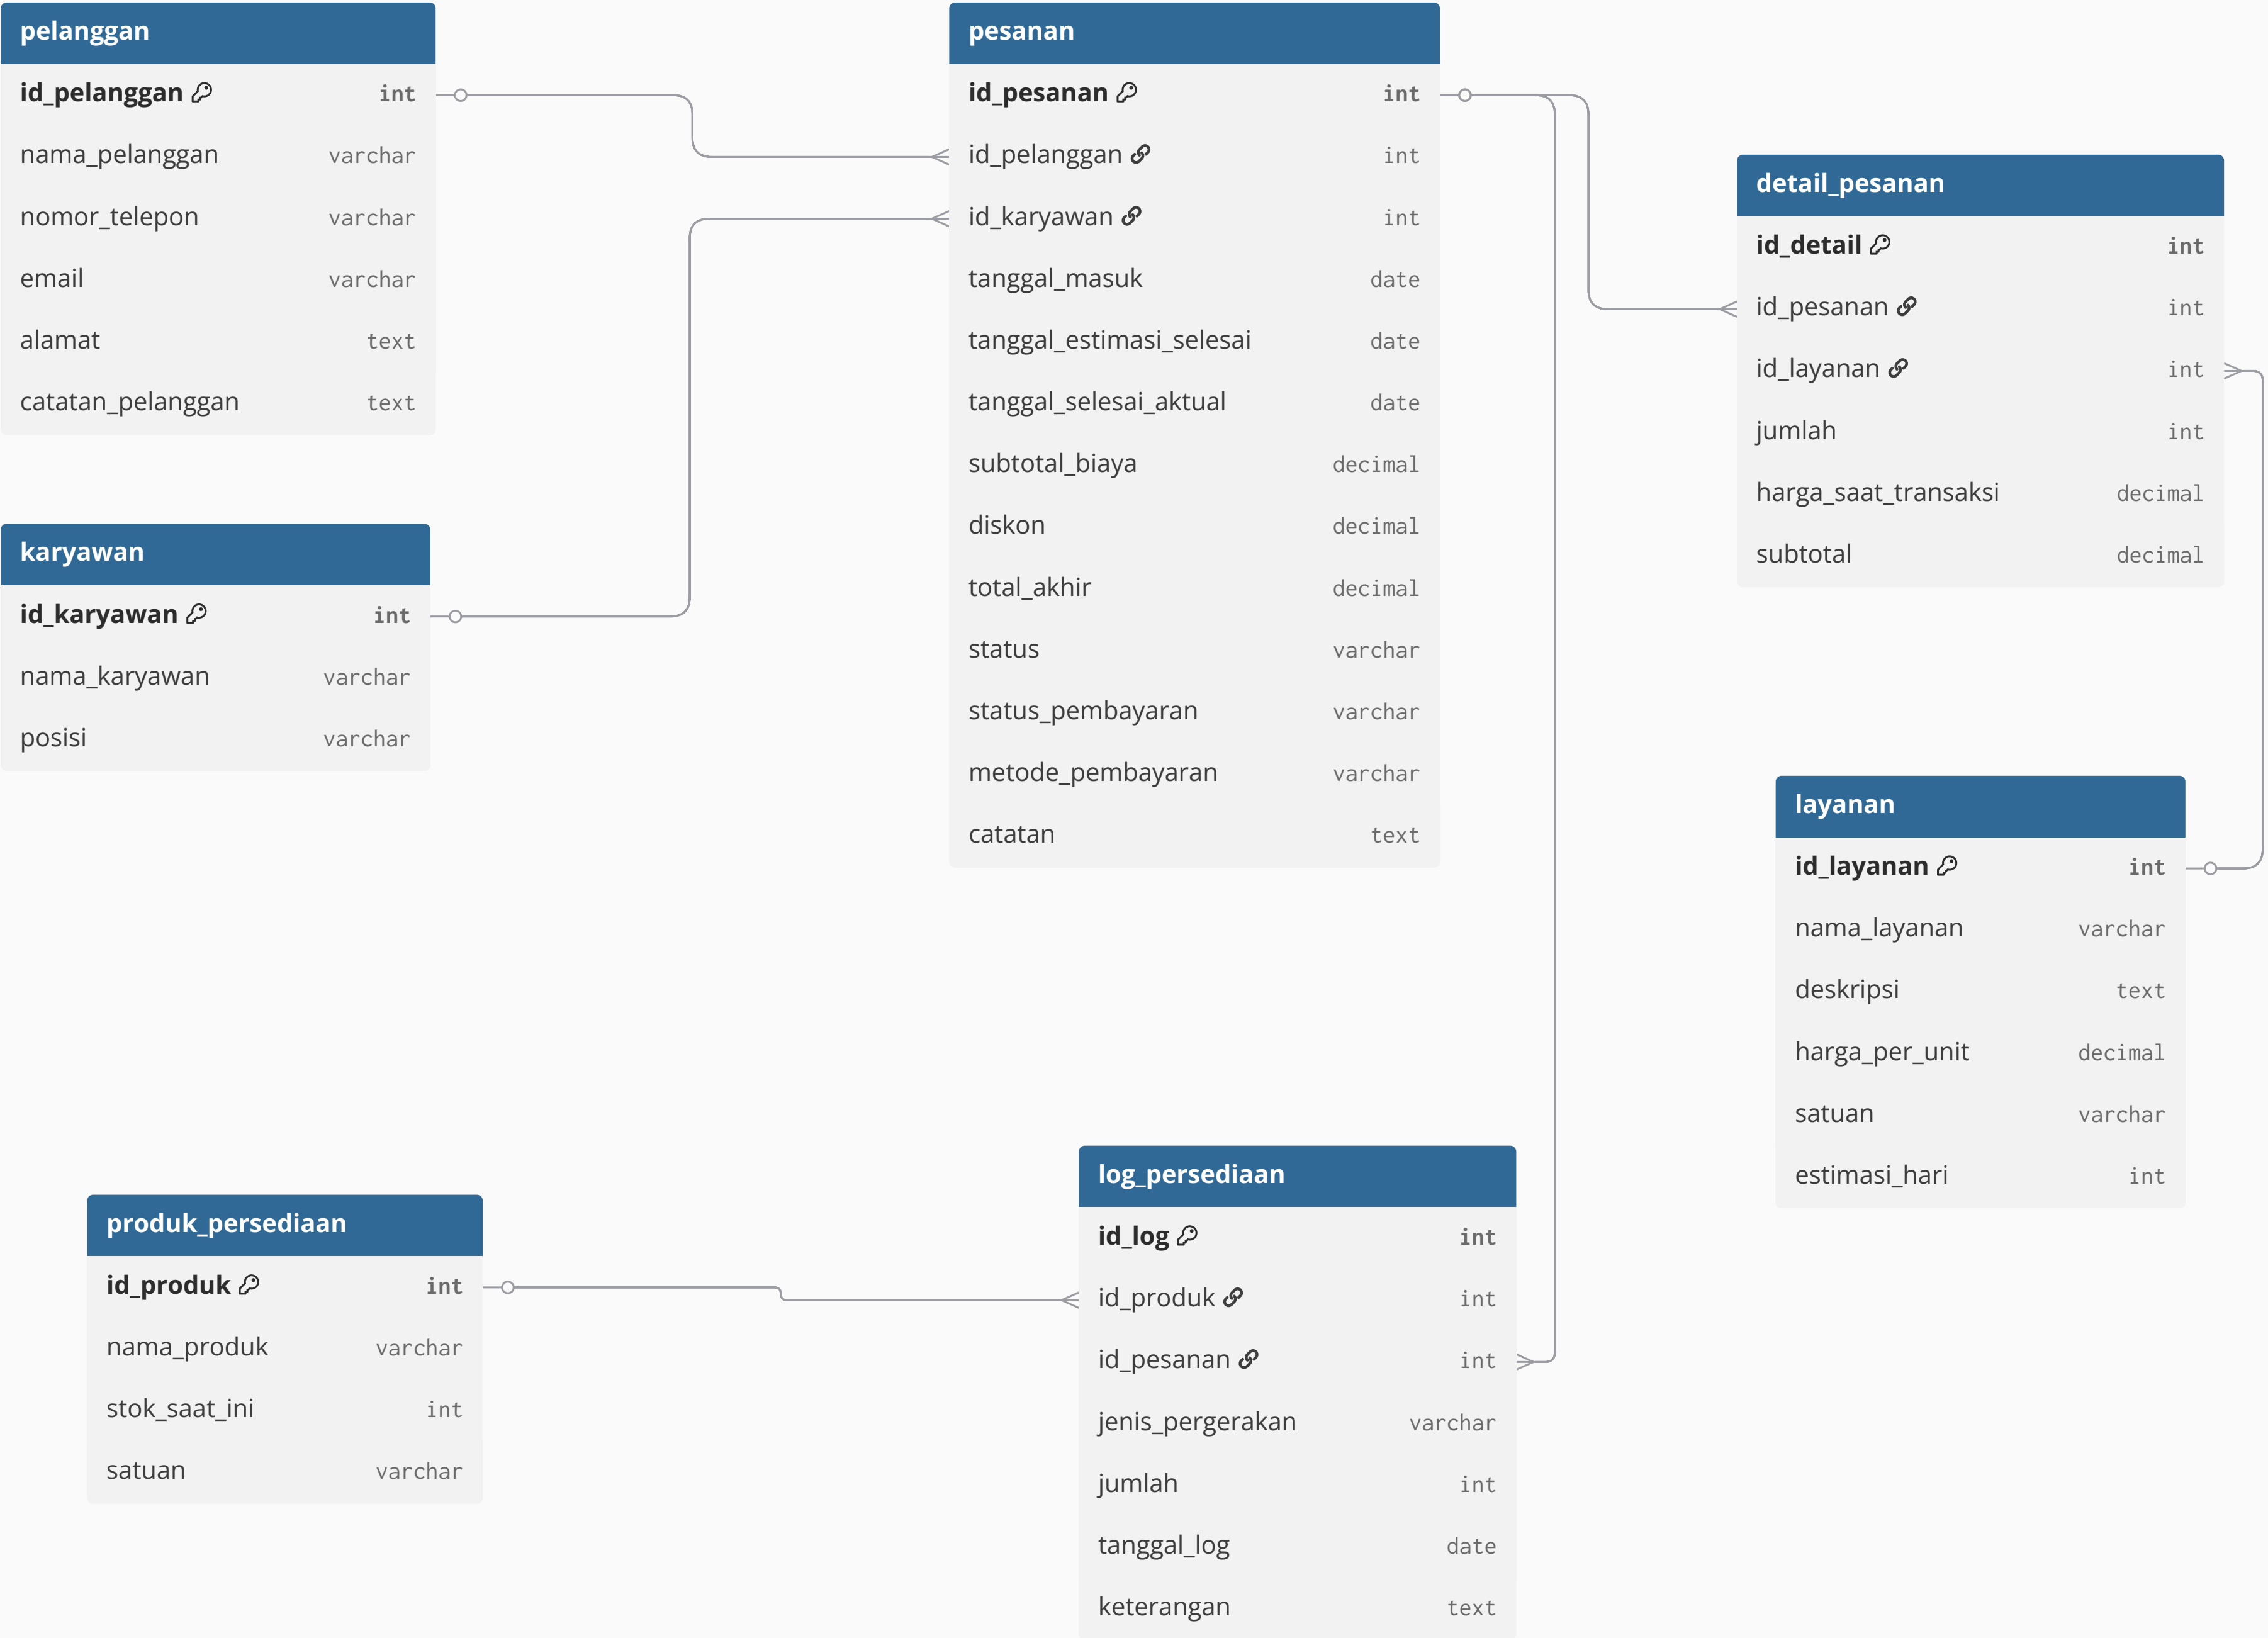 pelanggan
id_pelanggan int
nama_pelanggan varchar
nomor_telepon varchar
email varchar
alamat text
catatan_pelanggan text
karyawan
id_karyawan int
nama_karyawan varchar
posisi varchar
pesanan
id_pesanan int
id_pelanggan int
id_karyawan int
tanggal_masuk date
tanggal_estimasi_selesai date
tanggal_selesai_aktual date
subtotal_biaya decimal
diskon decimal
total_akhir decimal
status varchar
status_pembayaran varchar
metode_pembayaran varchar
catatan text
detail_pesanan
id_detail int
id_pesanan int
id_layanan int
jumlah int
harga_saat_transaksi decimal
subtotal decimal
layanan
id_layanan int
nama_layanan varchar
deskripsi text
harga_per_unit decimal
satuan varchar
estimasi_hari int
produk_persediaan
id_produk int
nama_produk varchar
stok_saat_ini int
satuan varchar
log_persediaan
id_log int
id_produk int
id_pesanan int
jenis_pergerakan varchar
jumlah int
tanggal_log date
keterangan text